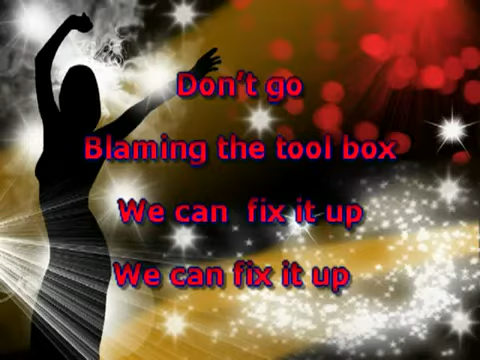 Don't go
Blaming the tool box
We can fix it up
We can fix it up